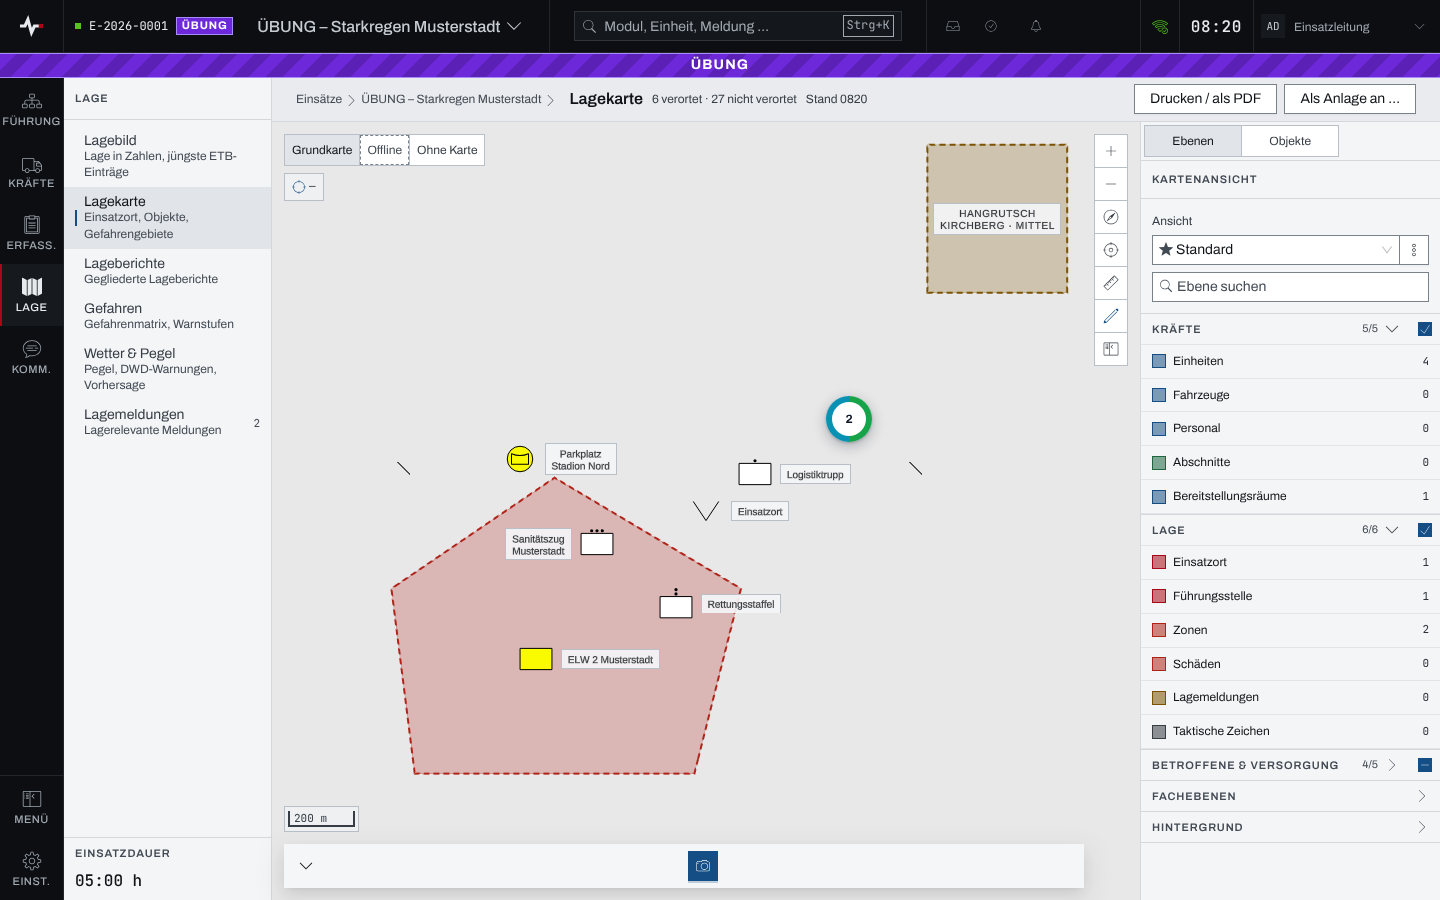 E-2026-0001 ÜBUNG ÜBUNG – Starkregen Musterstadt Modul, Einheit, Meldung ... Strg+K 08:20 AD Einsatzleitung
ÜBUNG
FÜHRUNG
KRÄFTE
ERFASS.
LAGE
KOMM.
MENÜ
EINST.
LAGE
Lagebild
Lage in Zahlen, jüngste ETB-
Einträge
Lagekarte
Einsatzort, Objekte,
Gefahrengebiete
Lageberichte
Gegliederte Lageberichte
Gefahren
Gefahrenmatrix, Warnstufen
Wetter & Pegel
Pegel, DWD-Warnungen,
Vorhersage
Lagemeldungen
Lagerelevante Meldungen 2
EINSATZDAUER
05:00 h
Einsätze ÜBUNG – Starkregen Musterstadt Lagekarte 6 verortet · 27 nicht verortet Stand 0820 Drucken / als PDF Als Anlage an ...
Grundkarte Offline Ohne Karte
–
HANGRUTSCH
KIRCHBERG · MITTEL
2
Parkplatz
Stadion Nord
Logistiktrupp
Einsatzort
Sanitätszug
Musterstadt
Rettungsstaffel
ELW 2 Musterstadt
200 m
Ebenen Objekte
KARTENANSICHT
Ansicht
Standard
Ebene suchen
KRÄFTE 5/5
Einheiten 4
Fahrzeuge 0
Personal 0
Abschnitte 0
Bereitstellungsräume 1
LAGE 6/6
Einsatzort 1
Führungsstelle 1
Zonen 2
Schäden 0
Lagemeldungen 0
Taktische Zeichen 0
BETROFFENE & VERSORGUNG 4/5
FACHEBENEN
HINTERGRUND